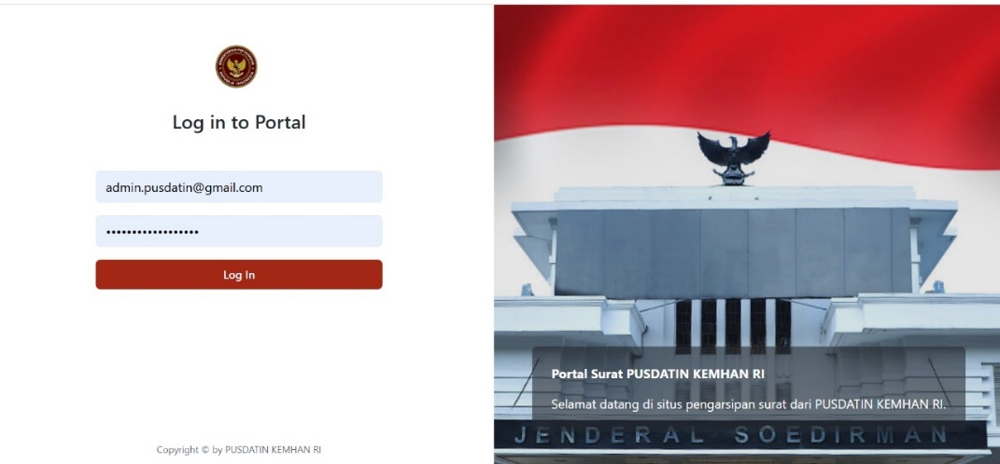 Log in to Portal
admin.pusdatin@gmail.com
••••••••••••••••••
Log In
Copyright © by PUSDATIN KEMHAN RI
Portal Surat PUSDATIN KEMHAN RI
Selamat datang di situs pengarsipan surat dari PUSDATIN KEMHAN RI.
JENDERAL SOEDIRMAN